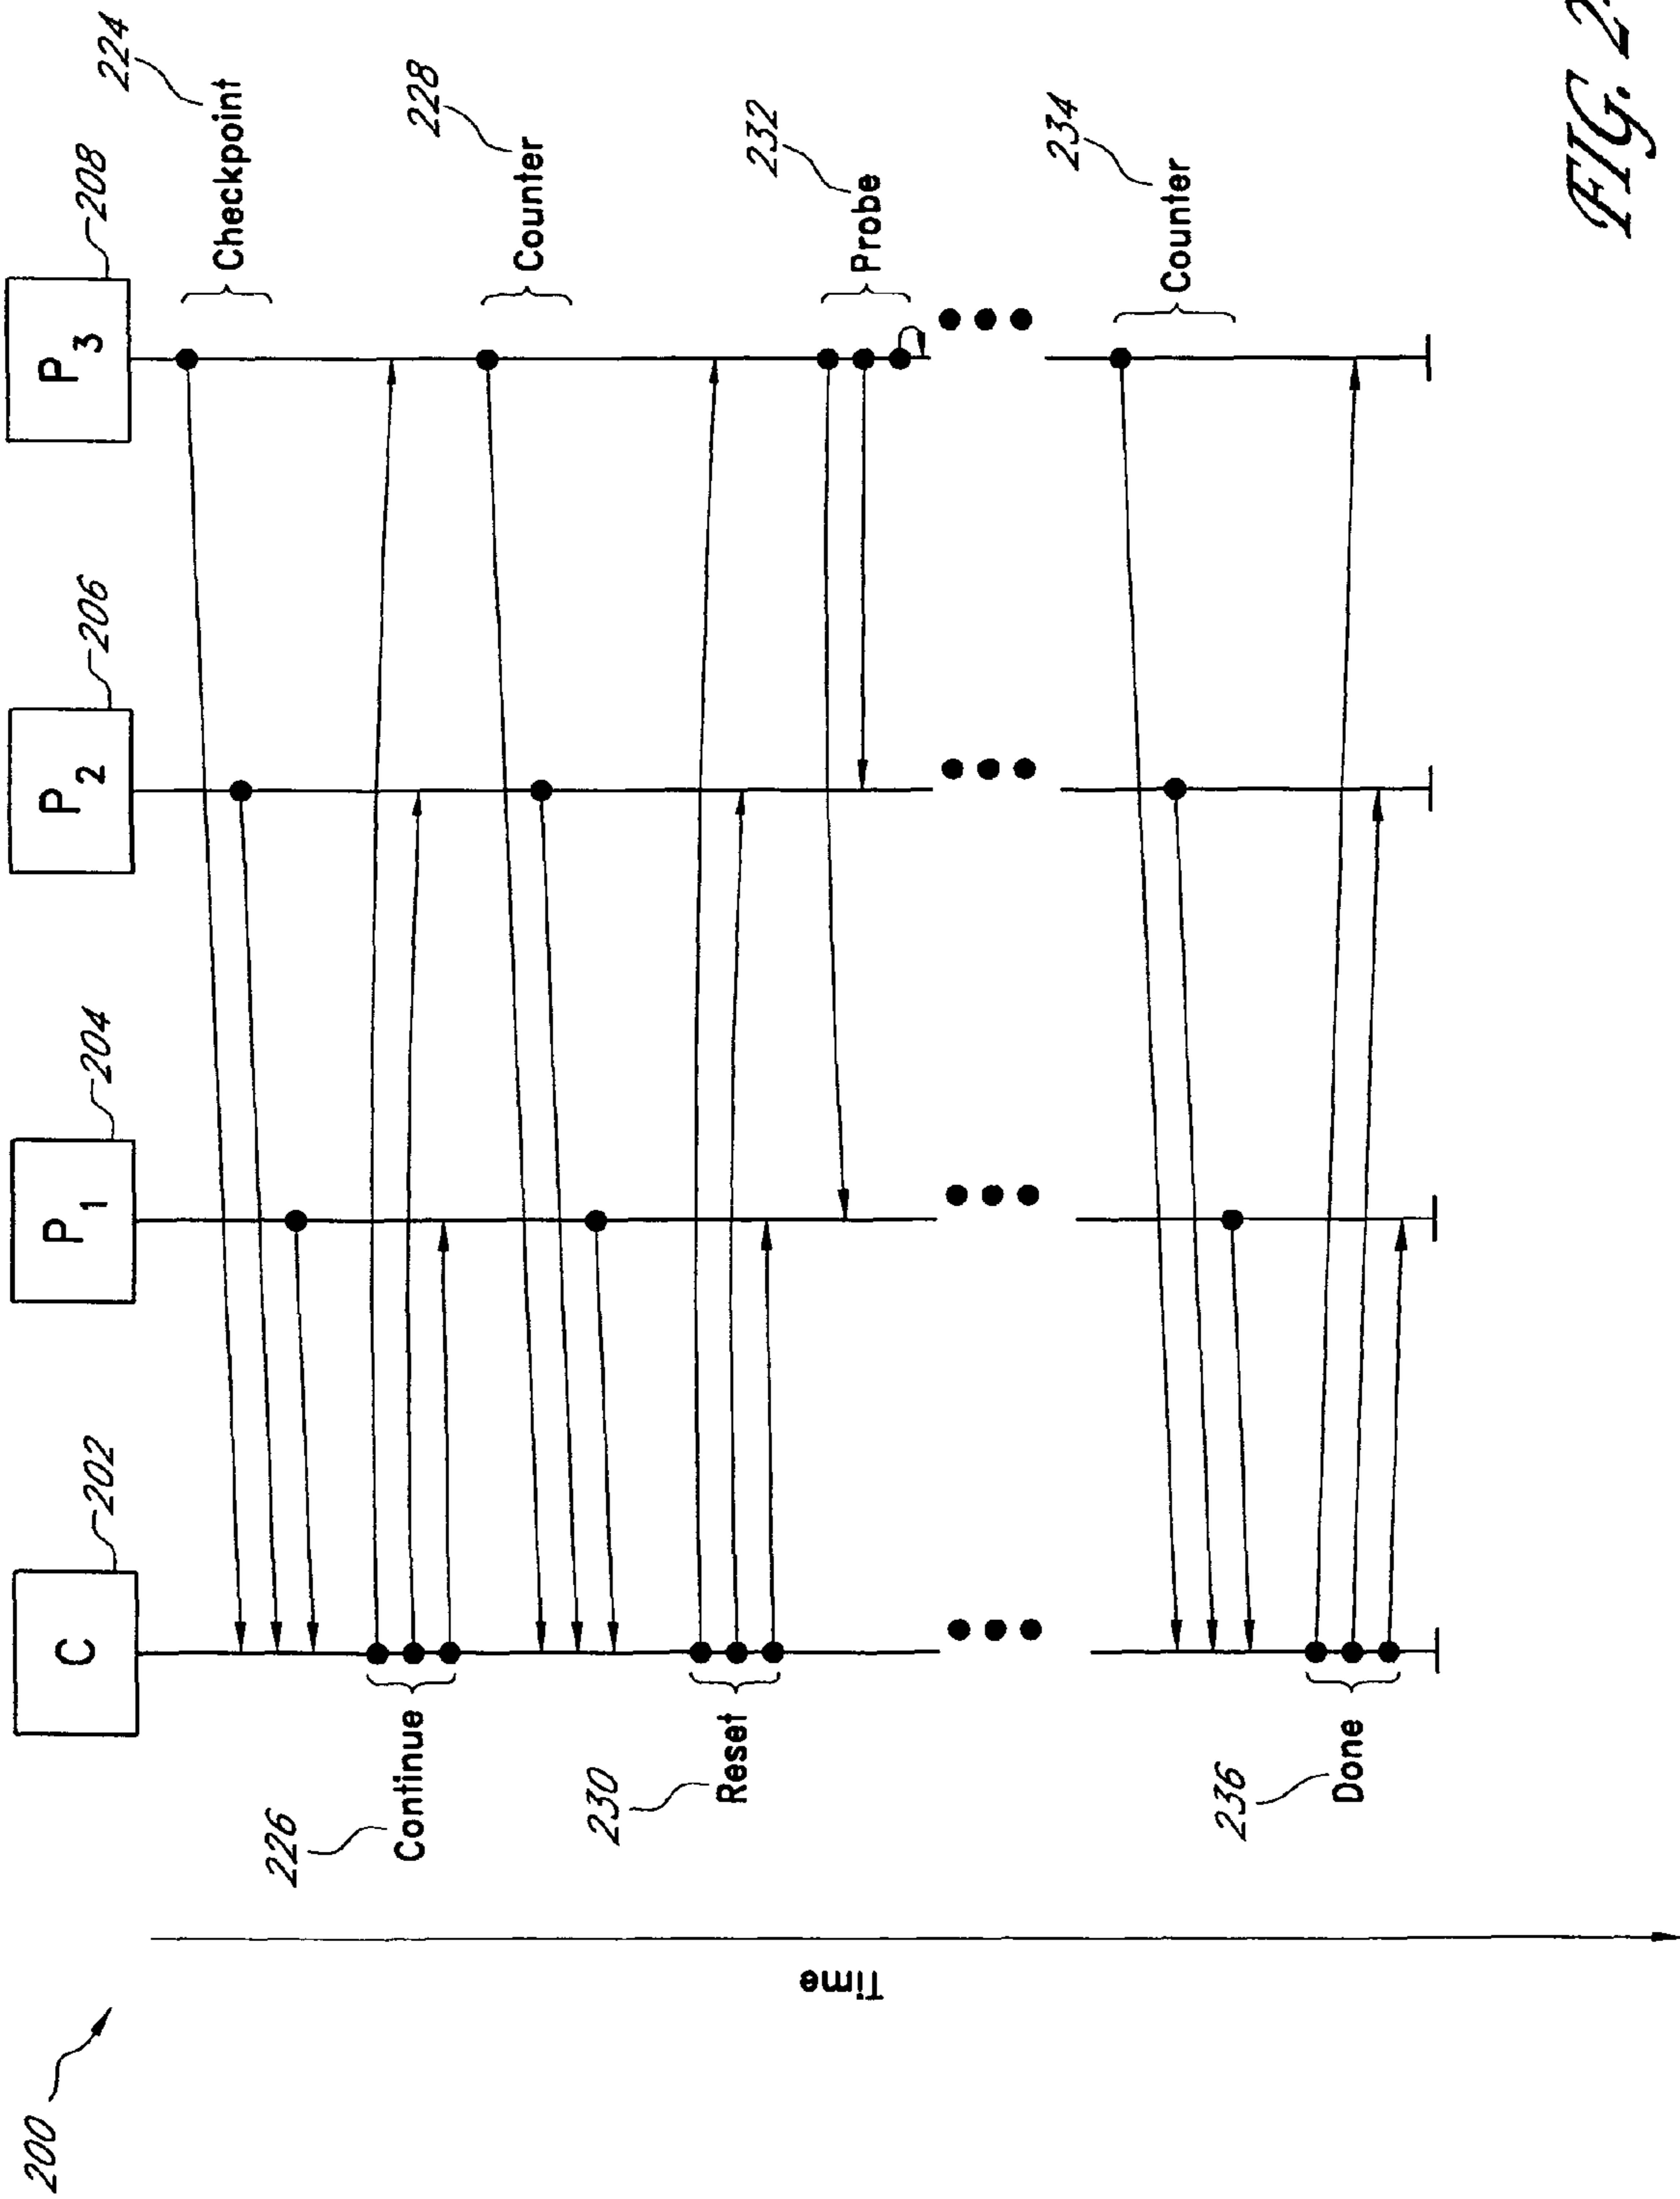 200
C
202
P1
204
P2
206
P3
208
Checkpoint
224
226
Continue
Counter
228
230
Reset
Probe
232
Counter
234
236
Done
Time
FIG.